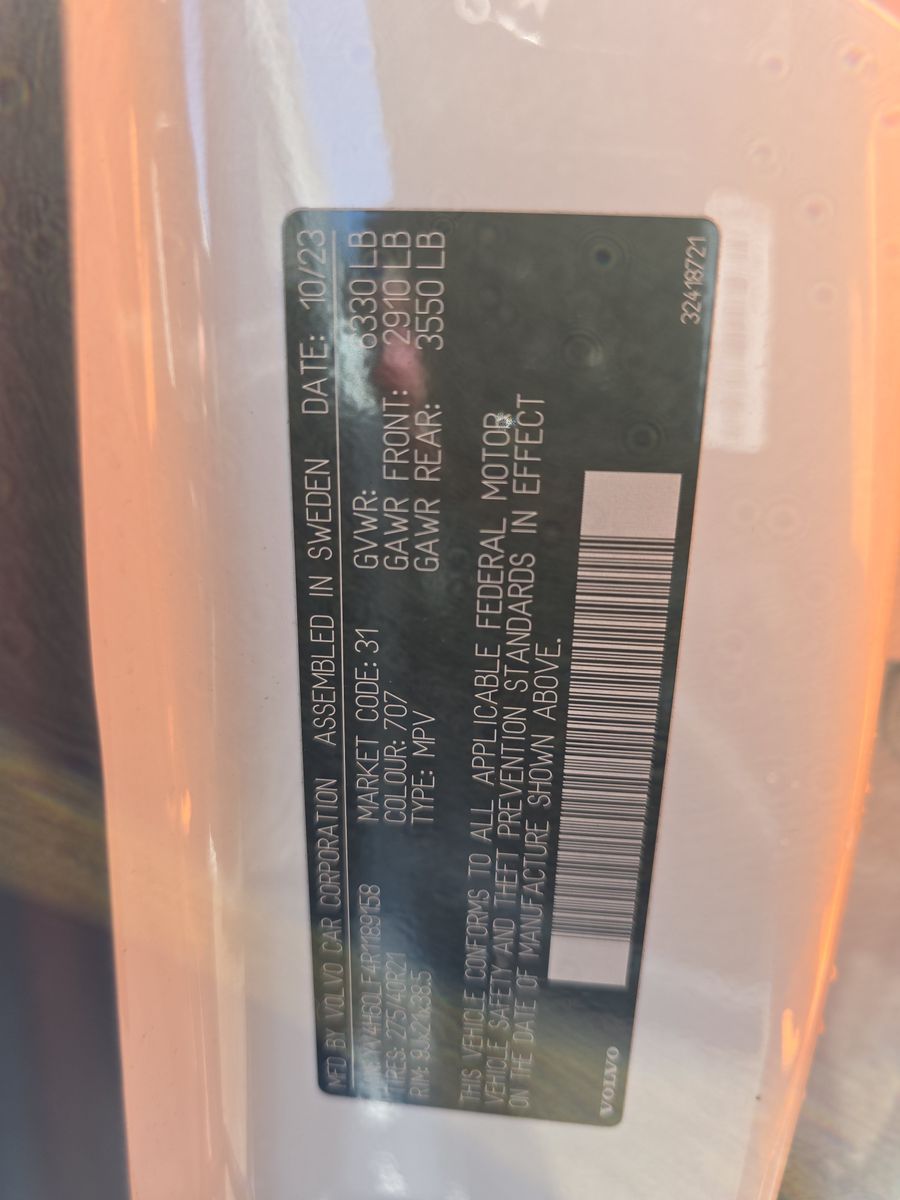 MFD BY VOLVO CAR CORPORATION ASSEMBLED IN SWEDEN DATE: 10/23
MARKET CODE: 31 GVWR: 6330 LB
TIRES: 275/40R21 COLOUR: 707 GAWR FRONT: 2910 LB
RIM: 9JX21X38.5 TYPE: MPV GAWR REAR: 3550 LB
THIS VEHICLE CONFORMS TO ALL APPLICABLE FEDERAL MOTOR
VEHICLE SAFETY AND THEFT PREVENTION STANDARDS IN EFFECT
ON THE DATE OF MANUFACTURE SHOWN ABOVE.
VOLVO 32418721